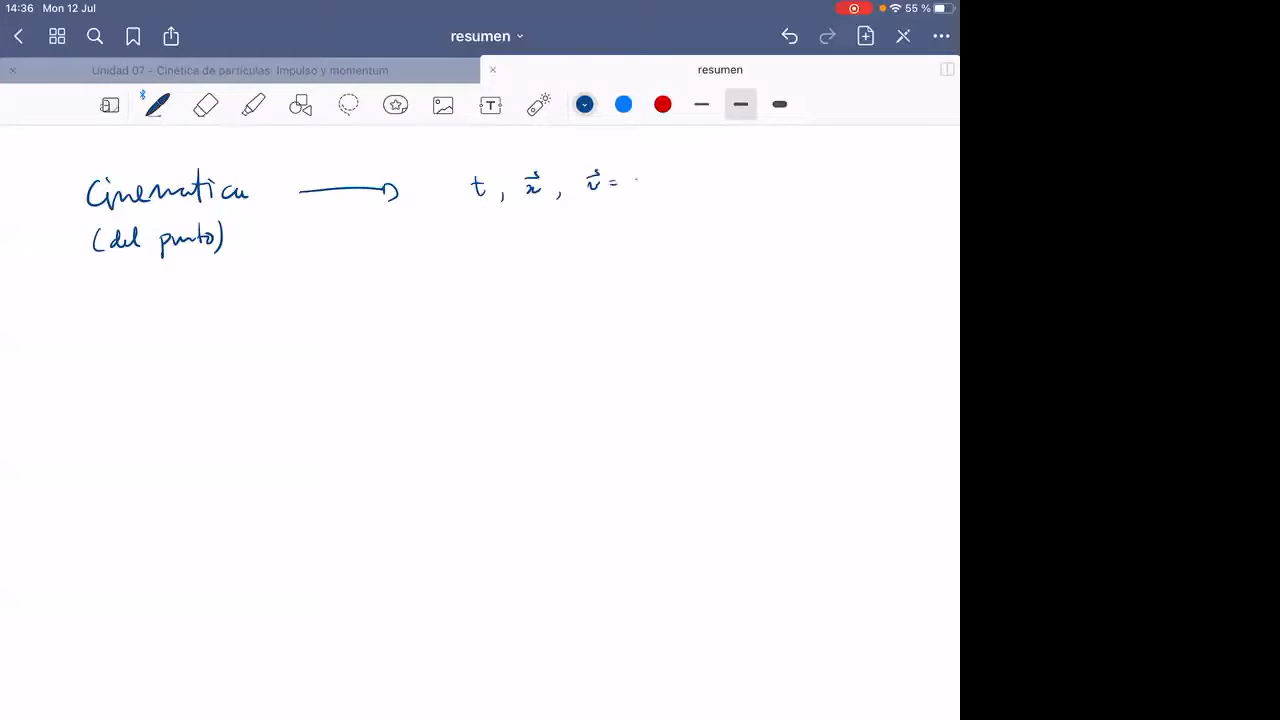 14:36 Mon 12 Jul 55 %
resumen
Unidad 07 - Cinética de partículas: Impulso y momentum resumen
T
Cinematica → t, x⃗, v⃗ =
(del punto)